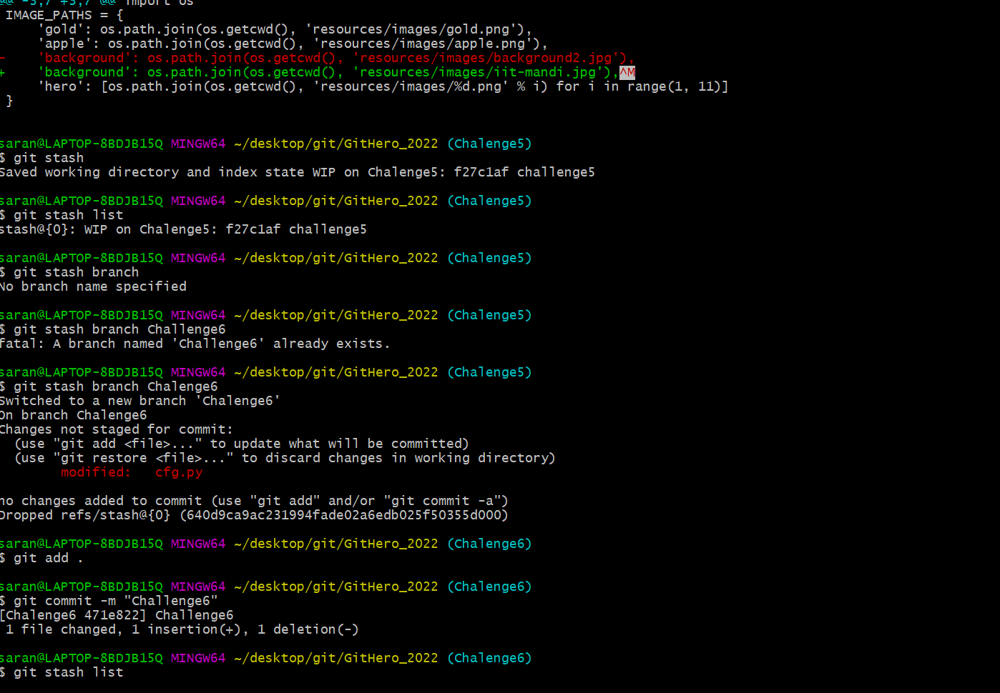 @@ -3,7 +3,7 @@ import os
 IMAGE_PATHS = {
     'gold': os.path.join(os.getcwd(), 'resources/images/gold.png'),
     'apple': os.path.join(os.getcwd(), 'resources/images/apple.png'),
-    'background': os.path.join(os.getcwd(), 'resources/images/background2.jpg'),
+    'background': os.path.join(os.getcwd(), 'resources/images/iit-mandi.jpg'),^M
     'hero': [os.path.join(os.getcwd(), 'resources/images/%d.png' % i) for i in range(1, 11)]
 }
saran@LAPTOP-8BDJB15Q MINGW64 ~/desktop/git/GitHero_2022 (Chalenge5)
$ git stash
Saved working directory and index state WIP on Chalenge5: f27c1af challenge5
saran@LAPTOP-8BDJB15Q MINGW64 ~/desktop/git/GitHero_2022 (Chalenge5)
$ git stash list
stash@{0}: WIP on Chalenge5: f27c1af challenge5
saran@LAPTOP-8BDJB15Q MINGW64 ~/desktop/git/GitHero_2022 (Chalenge5)
$ git stash branch
No branch name specified
saran@LAPTOP-8BDJB15Q MINGW64 ~/desktop/git/GitHero_2022 (Chalenge5)
$ git stash branch Challenge6
fatal: A branch named 'Challenge6' already exists.
saran@LAPTOP-8BDJB15Q MINGW64 ~/desktop/git/GitHero_2022 (Chalenge5)
$ git stash branch Chalenge6
Switched to a new branch 'Chalenge6'
On branch Chalenge6
Changes not staged for commit:
  (use "git add <file>..." to update what will be committed)
  (use "git restore <file>..." to discard changes in working directory)
        modified:   cfg.py
no changes added to commit (use "git add" and/or "git commit -a")
Dropped refs/stash@{0} (640d9ca9ac231994fade02a6edb025f50355d000)
saran@LAPTOP-8BDJB15Q MINGW64 ~/desktop/git/GitHero_2022 (Chalenge6)
$ git add .
saran@LAPTOP-8BDJB15Q MINGW64 ~/desktop/git/GitHero_2022 (Chalenge6)
$ git commit -m "Challenge6"
[Chalenge6 471e822] Challenge6
 1 file changed, 1 insertion(+), 1 deletion(-)
saran@LAPTOP-8BDJB15Q MINGW64 ~/desktop/git/GitHero_2022 (Chalenge6)
$ git stash list